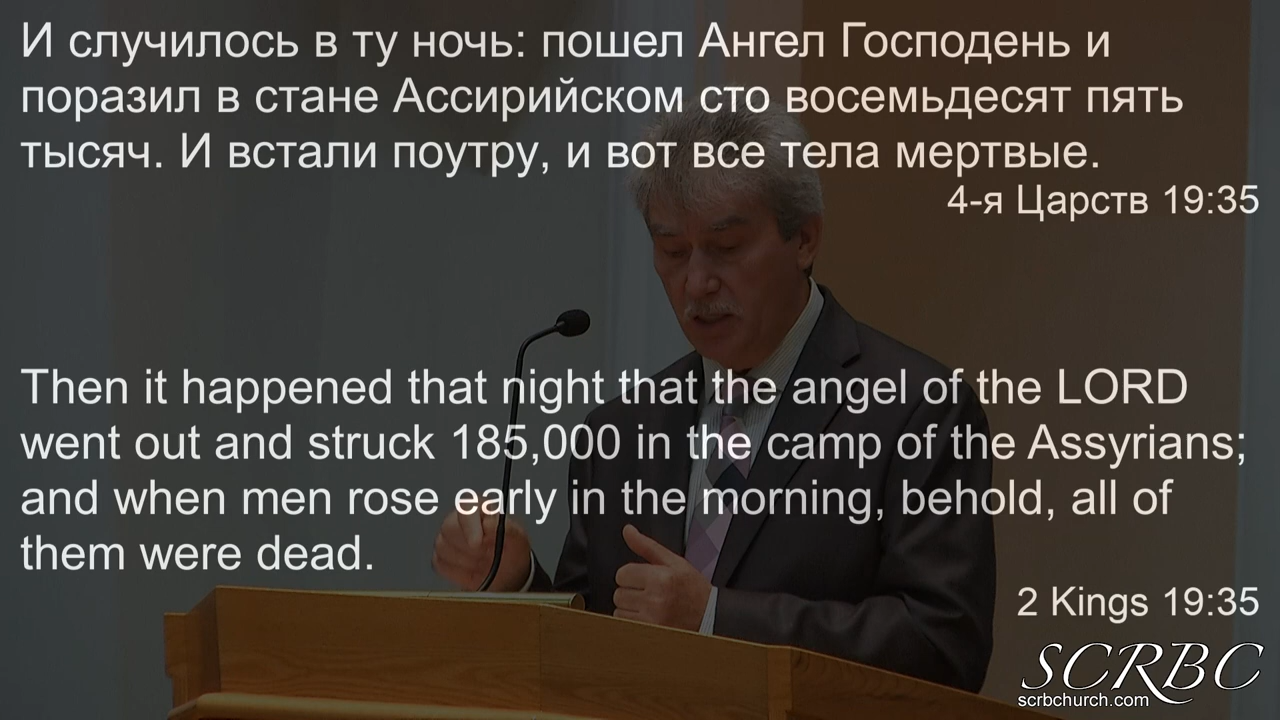 И случилось в ту ночь: пошел Ангел Господень и
поразил в стане Ассирийском сто восемьдесят пять
тысяч. И встали поутру, и вот все тела мертвые.
4-я Царств 19:35
Then it happened that night that the angel of the LORD
went out and struck 185,000 in the camp of the Assyrians;
and when men rose early in the morning, behold, all of
them were dead.
2 Kings 19:35
SCRBC
scrbchurch.com